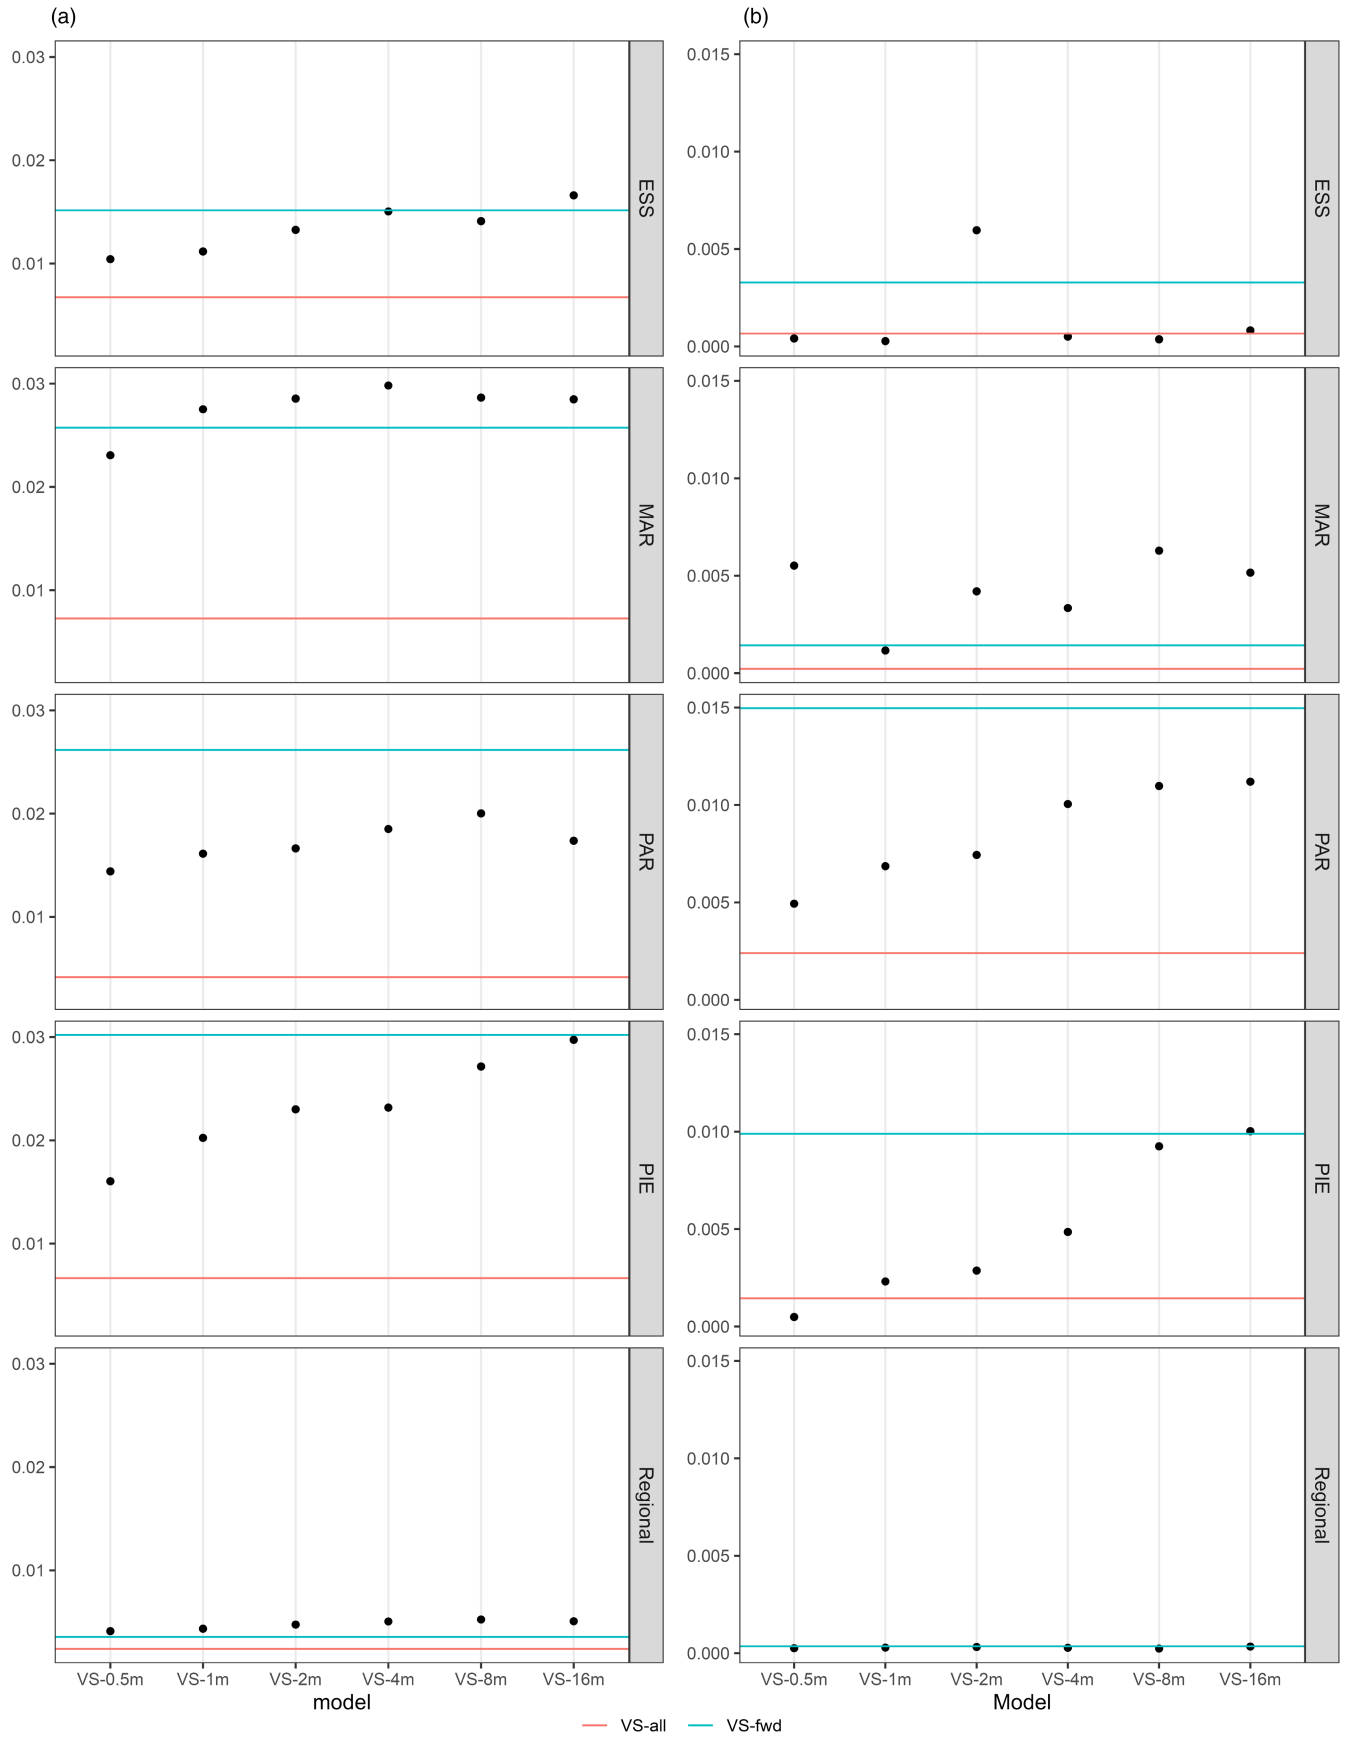 (a)
0.03
0.02
0.01
ESS
0.03
0.02
0.01
MAR
0.03
0.02
0.01
PAR
0.03
0.02
0.01
PIE
0.03
0.02
0.01
Regional
VS-0.5m VS-1m VS-2m VS-4m VS-8m VS-16m
model
(b)
0.015
0.010
0.005
0.000
ESS
0.015
0.010
0.005
0.000
MAR
0.015
0.010
0.005
0.000
PAR
0.015
0.010
0.005
0.000
PIE
0.015
0.010
0.005
0.000
Regional
VS-0.5m VS-1m VS-2m VS-4m VS-8m VS-16m
Model
VS-all VS-fwd